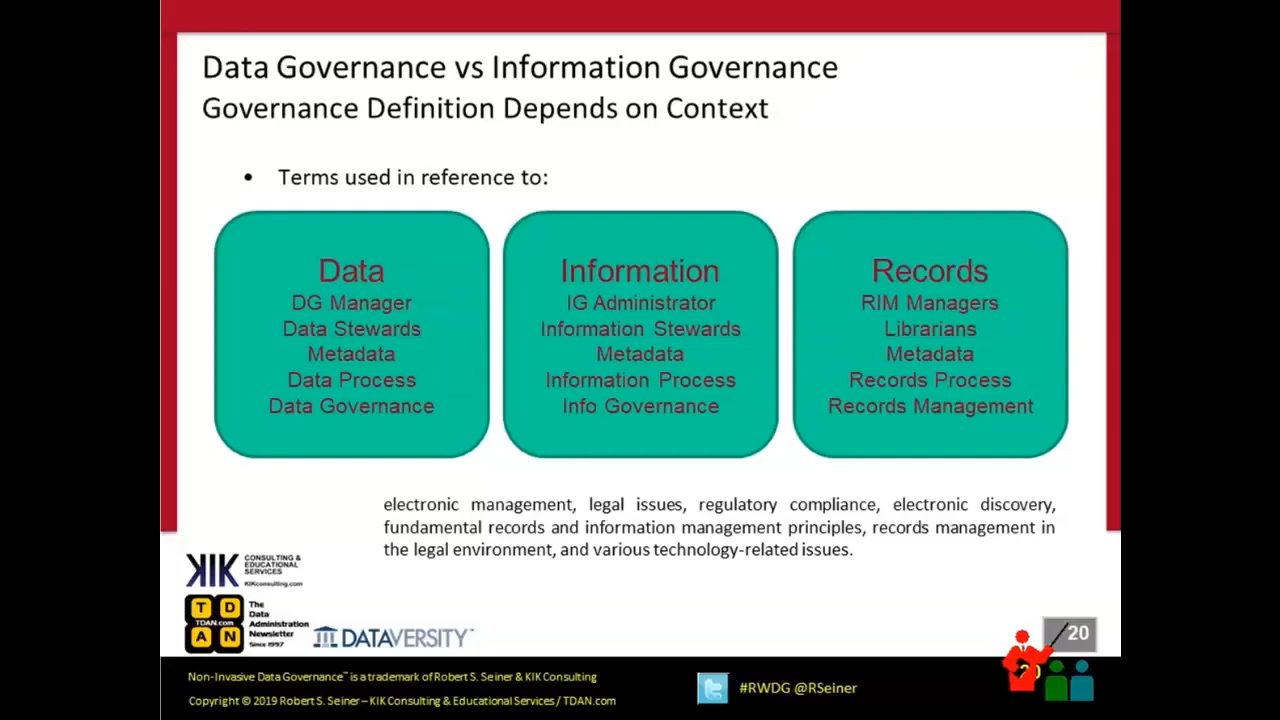 Data Governance vs Information Governance
Governance Definition Depends on Context
• Terms used in reference to:
Data
DG Manager
Data Stewards
Metadata
Data Process
Data Governance
Information
IG Administrator
Information Stewards
Metadata
Information Process
Info Governance
Records
RIM Managers
Librarians
Metadata
Records Process
Records Management
electronic management, legal issues, regulatory compliance, electronic discovery,
fundamental records and information management principles, records management in
the legal environment, and various technology-related issues.
KIK
CONSULTING &
EDUCATIONAL
SERVICES
KIKconsulting.com
T D
TDAN.com
A N
The
Data
Administration
Newsletter
Since 1997
DATAVERSITY™
20
Non-Invasive Data Governance™ is a trademark of Robert S. Seiner & KIK Consulting
Copyright © 2019 Robert S. Seiner – KIK Consulting & Educational Services / TDAN.com
#RWDG @RSeiner